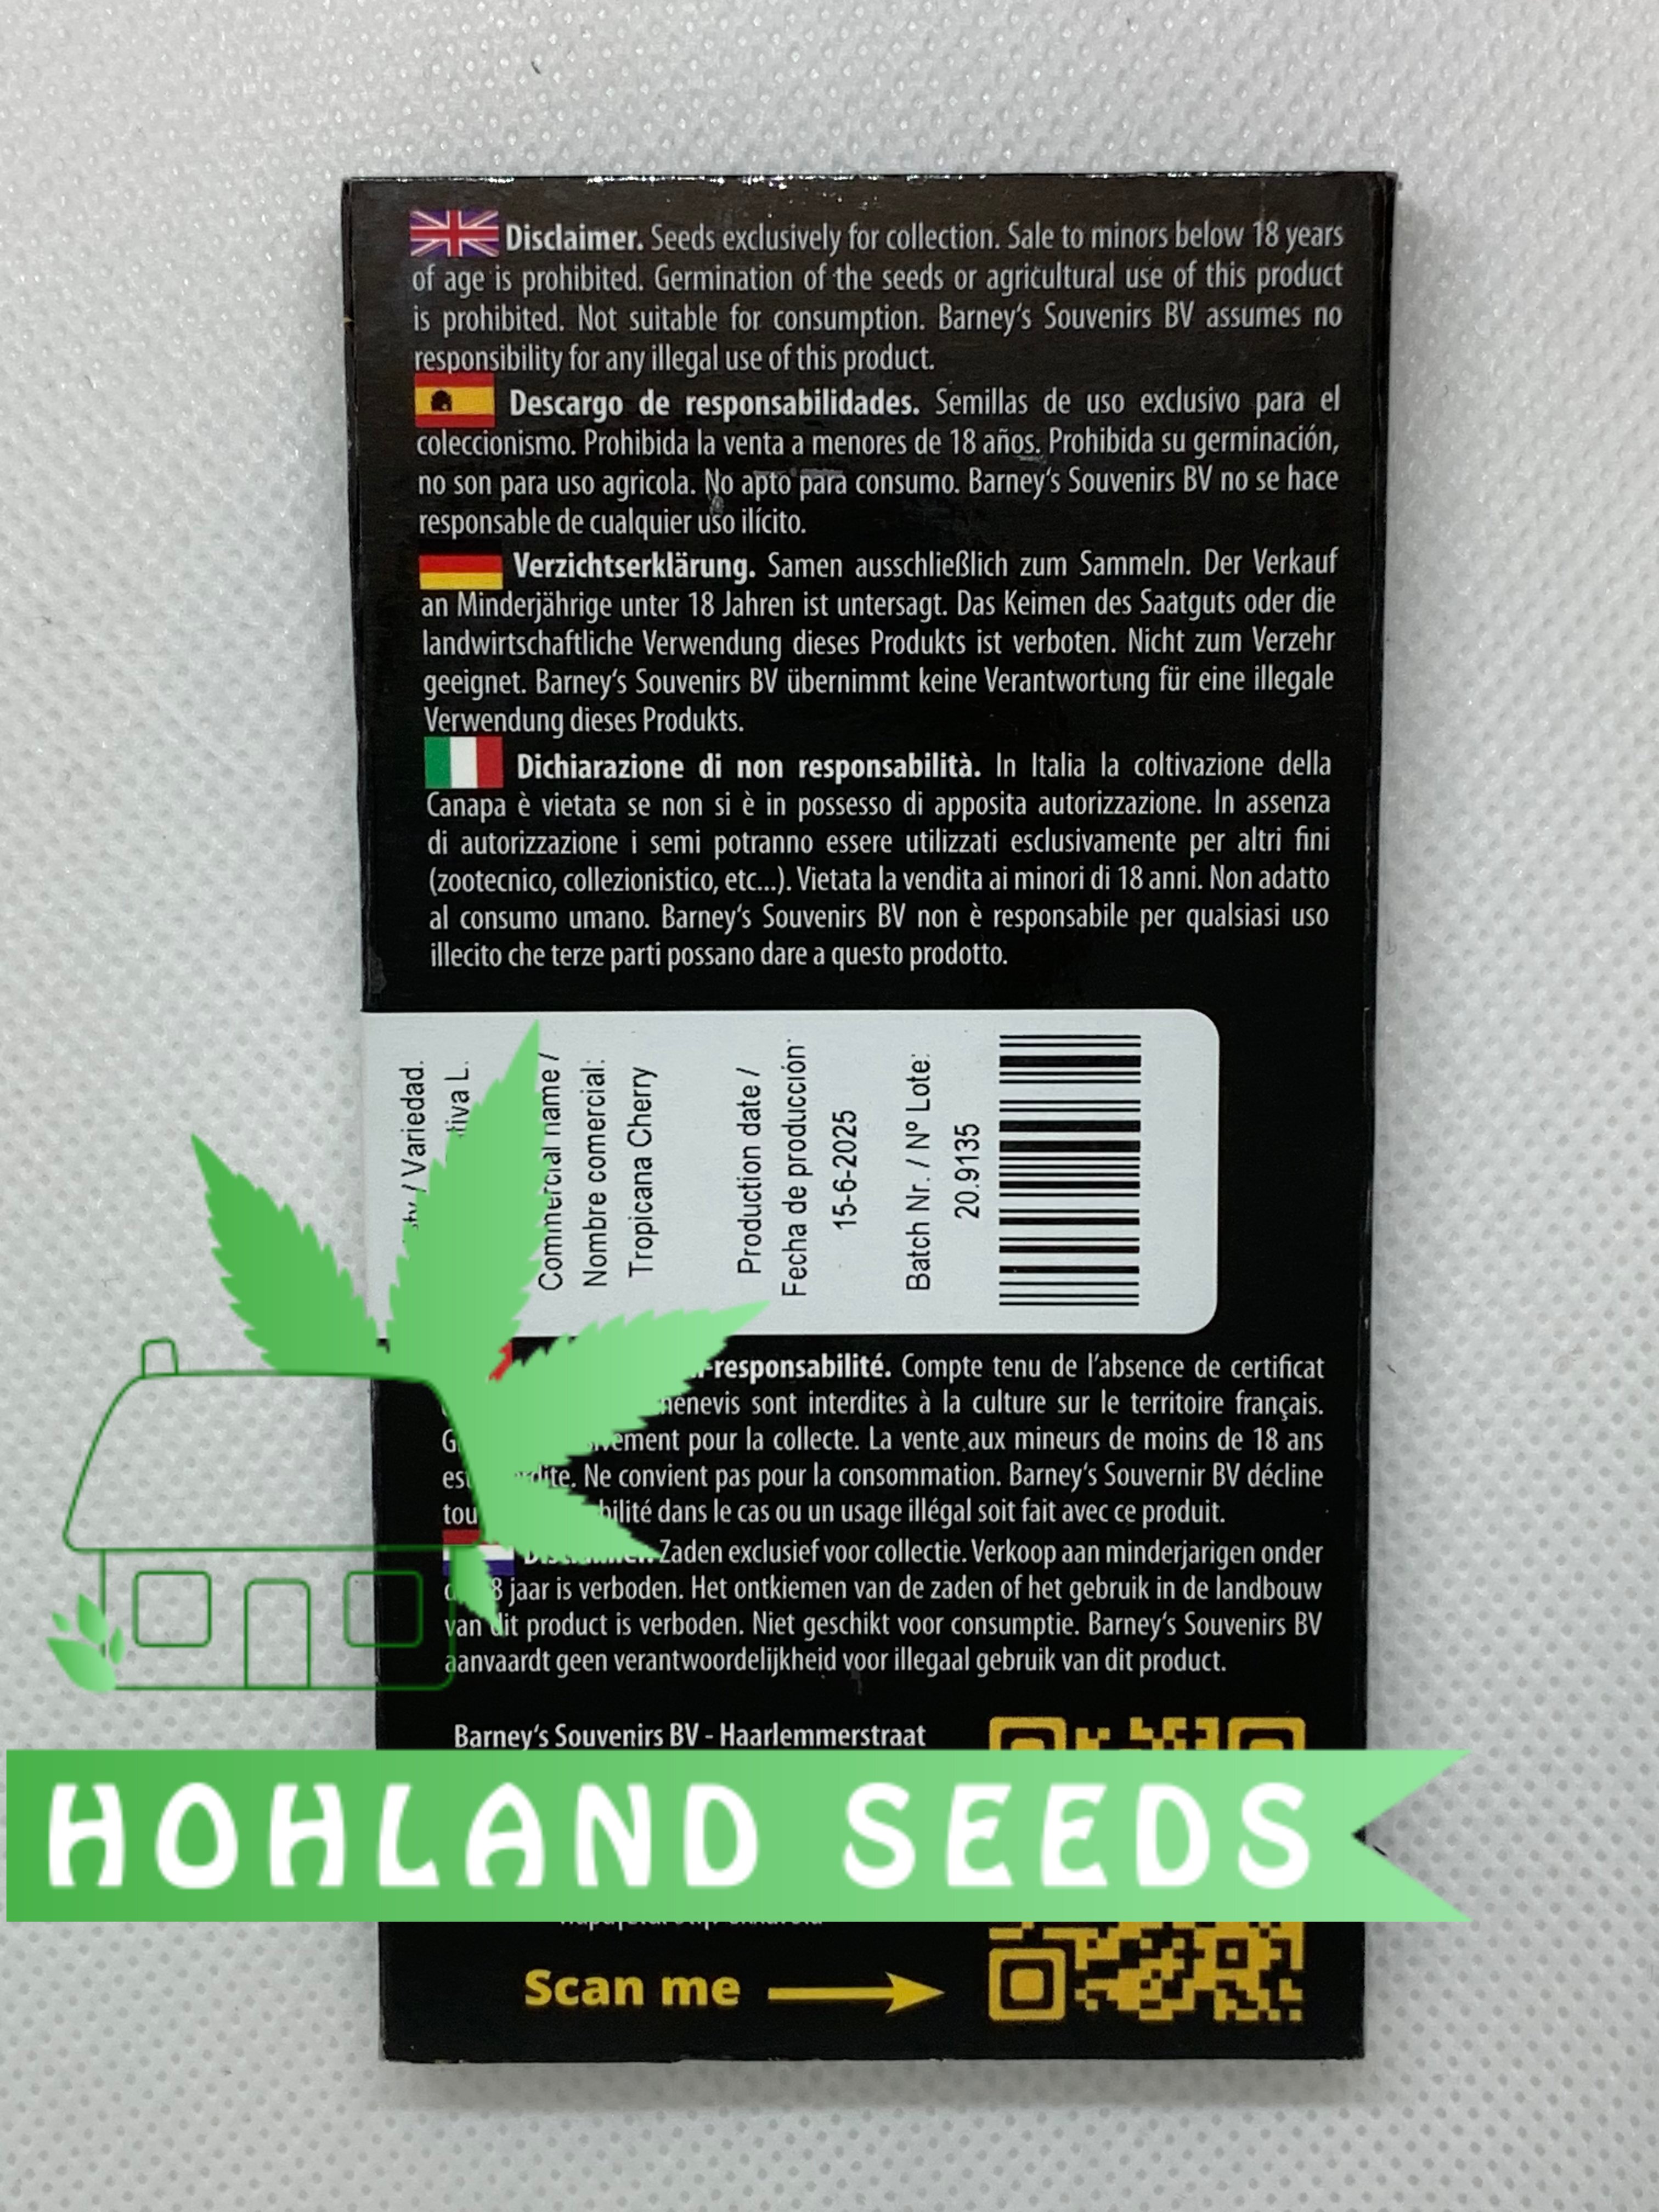 Disclaimer. Seeds exclusively for collection. Sale to minors below 18 years
of age is prohibited. Germination of the seeds or agricultural use of this product
is prohibited. Not suitable for consumption. Barney's Souvenirs BV assumes no
responsibility for any illegal use of this product.
Descargo de responsabilidades. Semillas de uso exclusivo para el
coleccionismo. Prohibida la venta a menores de 18 años. Prohibida su germinación,
no son para uso agricola. No apto para consumo. Barney's Souvenirs BV no se hace
responsable de cualquier uso ilícito.
Verzichtserklärung. Samen ausschließlich zum Sammeln. Der Verkauf
an Minderjährige unter 18 Jahren ist untersagt. Das Keimen des Saatguts oder die
landwirtschaftliche Verwendung dieses Produkts ist verboten. Nicht zum Verzehr
geeignet. Barney's Souvenirs BV übernimmt keine Verantwortung für eine illegale
Verwendung dieses Produkts.
Dichiarazione di non responsabilità. In Italia la coltivazione della
Canapa è vietata se non si è in possesso di apposita autorizzazione. In assenza
di autorizzazione i semi potranno essere utilizzati esclusivamente per altri fini
(zootecnico, collezionistico, etc...). Vietata la vendita ai minori di 18 anni. Non adatto
al consumo umano. Barney's Souvenirs BV non è responsabile per qualsiasi uso
illecito che terze parti possano dare a questo prodotto.
/ Variedad.
L.
Commercial name /
Nombre comercial:
Tropicana Cherry
Production date /
Fecha de producción:
15-6-2025
Batch Nr. / Nº Lote:
20.9135
-responsabilité. Compte tenu de l'absence de certificat
sont interdites à la culture sur le territoire français.
pour la collecte. La vente aux mineurs de moins de 18 ans
Ne convient pas pour la consommation. Barney's Souvernir BV décline
dans le cas ou un usage illégal soit fait avec ce produit.
Zaden exclusief voor collectie. Verkoop aan minderjarigen onder
jaar is verboden. Het ontkiemen van de zaden of het gebruik in de landbouw
van dit product is verboden. Niet geschikt voor consumptie. Barney's Souvenirs BV
aanvaardt geen verantwoordelijkheid voor illegaal gebruik van dit product.
Barney's Souvenirs BV - Haarlemmerstraat
HOHLAND SEEDS
Scan me